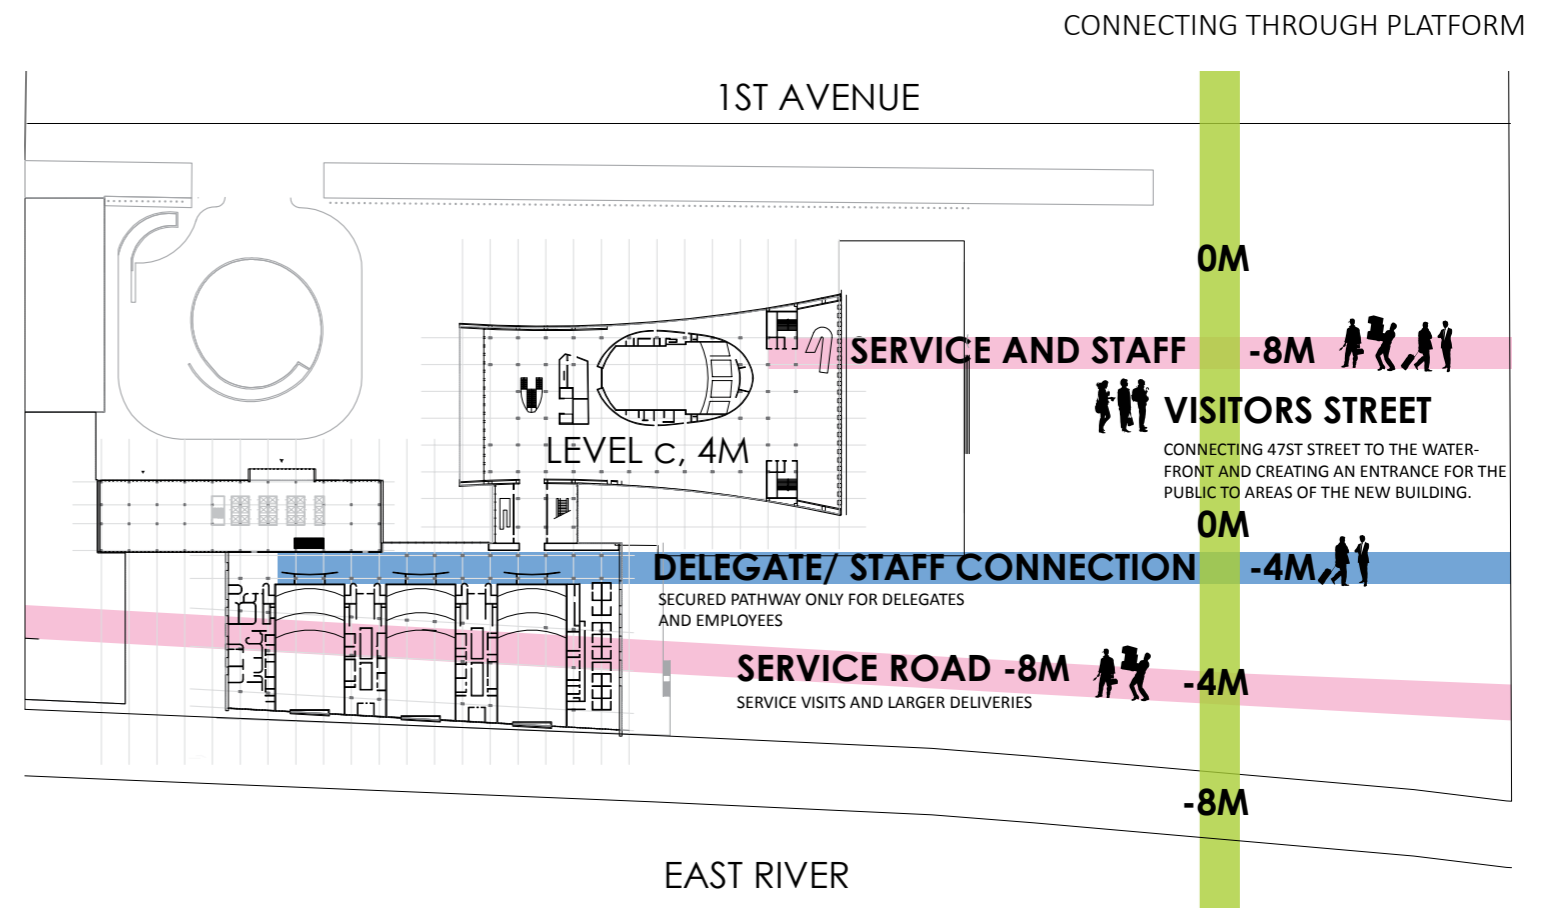 CONNECTING THROUGH PLATFORM
1ST AVENUE
0M
SERVICE AND STAFF -8M
VISITORS STREET
CONNECTING 47ST STREET TO THE WATER-
FRONT AND CREATING AN ENTRANCE FOR THE
PUBLIC TO AREAS OF THE NEW BUILDING.
LEVEL c, 4M
0M
DELEGATE/ STAFF CONNECTION -4M
SECURED PATHWAY ONLY FOR DELEGATES
AND EMPLOYEES
SERVICE ROAD -8M
-4M
SERVICE VISITS AND LARGER DELIVERIES
-8M
EAST RIVER